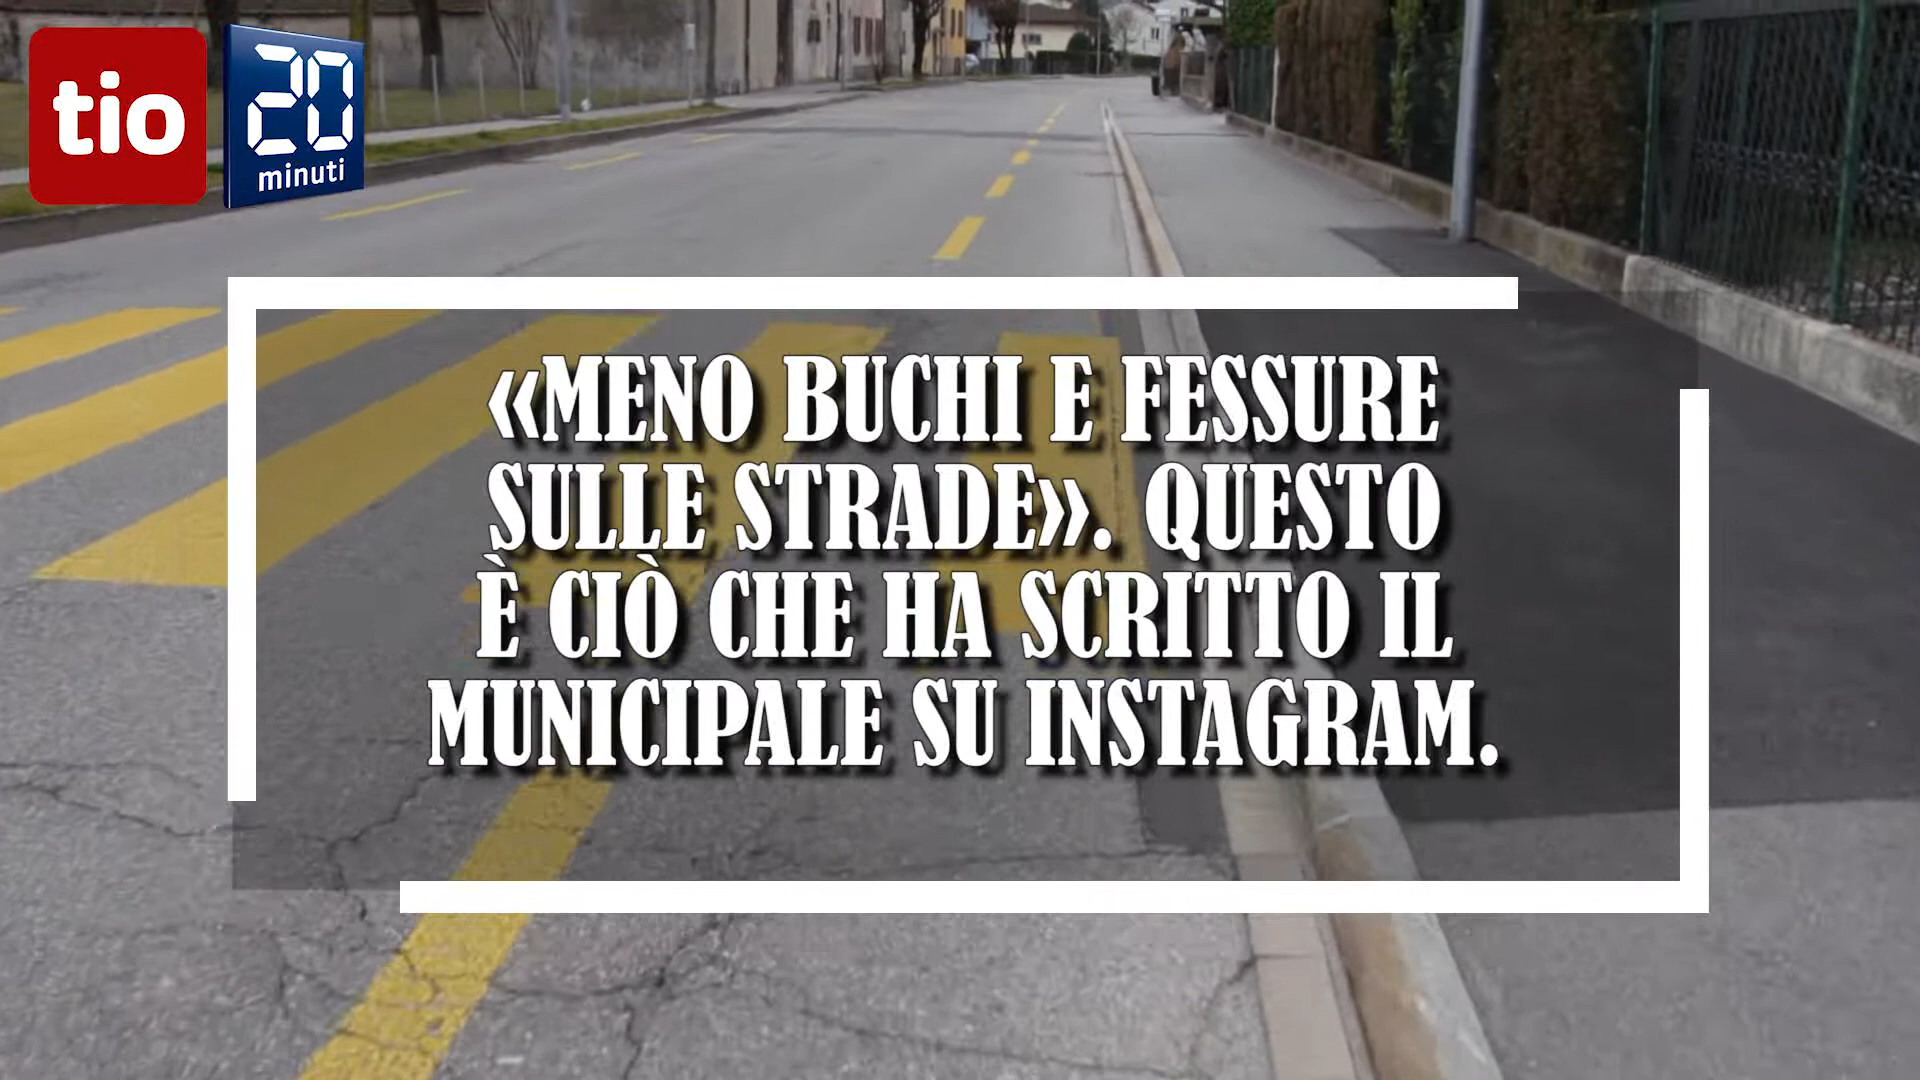 tio
20
minuti
«MENO BUCHI E FESSURE
SULLE STRADE». QUESTO
È CIÒ CHE HA SCRITTO IL
MUNICIPALE SU INSTAGRAM.